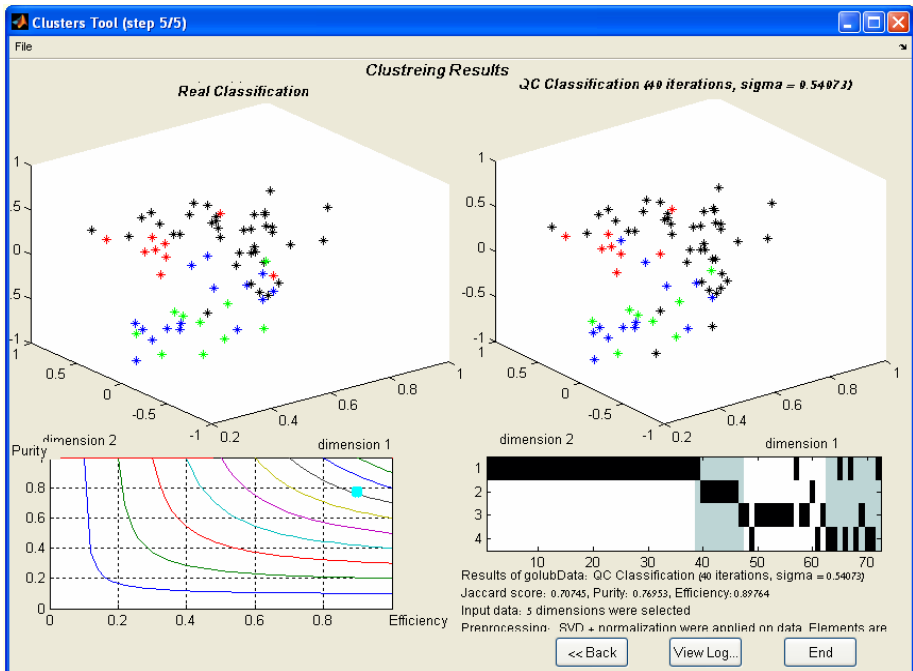 Clusters Tool (step 5/5)
File
Clustreing Results
Real Classification
QC Classification (40 iterations, sigma = 0.54073)
1
.5
0
0.5
-1
1
0.5
0
-0.5
-1
0.2
0.4
0.6
0.8
1
dimension 2
dimension 1
1
0.5
0
-0.5
-1
1
0.5
0
-0.5
-1
0.2
0.4
0.6
0.8
1
dimension 2
dimension 1
Purity
0.8
0.6
0.4
0.2
0
0
0.2
0.4
0.6
0.8
Efficiency
1
2
3
4
10
20
30
40
50
60
70
Results of golubData: QC Classification (40 iterations, sigma = 0.54073)
Jaccard score: 0.70745, Purity: 0.76953, Efficiency: 0.89764
Input data: 5 dimensions were selected
Preprocessing: SVD + normalization were applied on data. Elements are
<< Back
View Log...
End